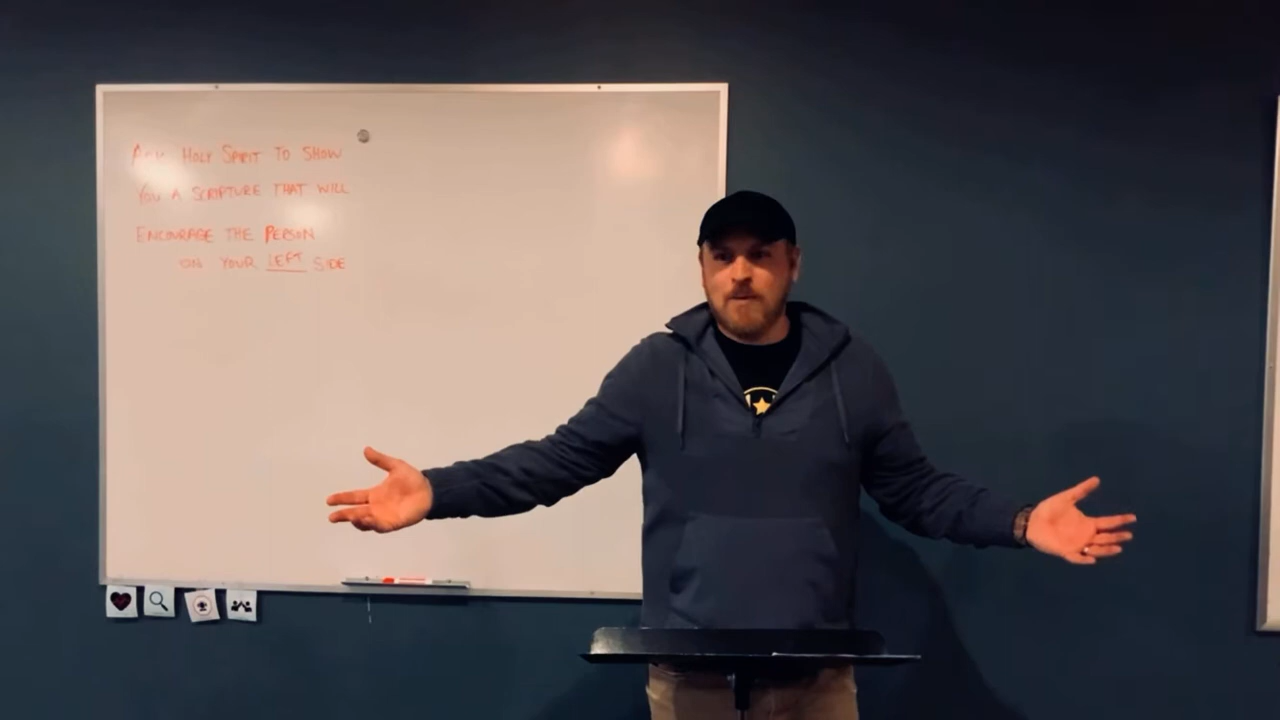 ASK HOLY SPIRIT TO SHOW
YOU A SCRIPTURE THAT WILL
ENCOURAGE THE PERSON
ON YOUR LEFT SIDE